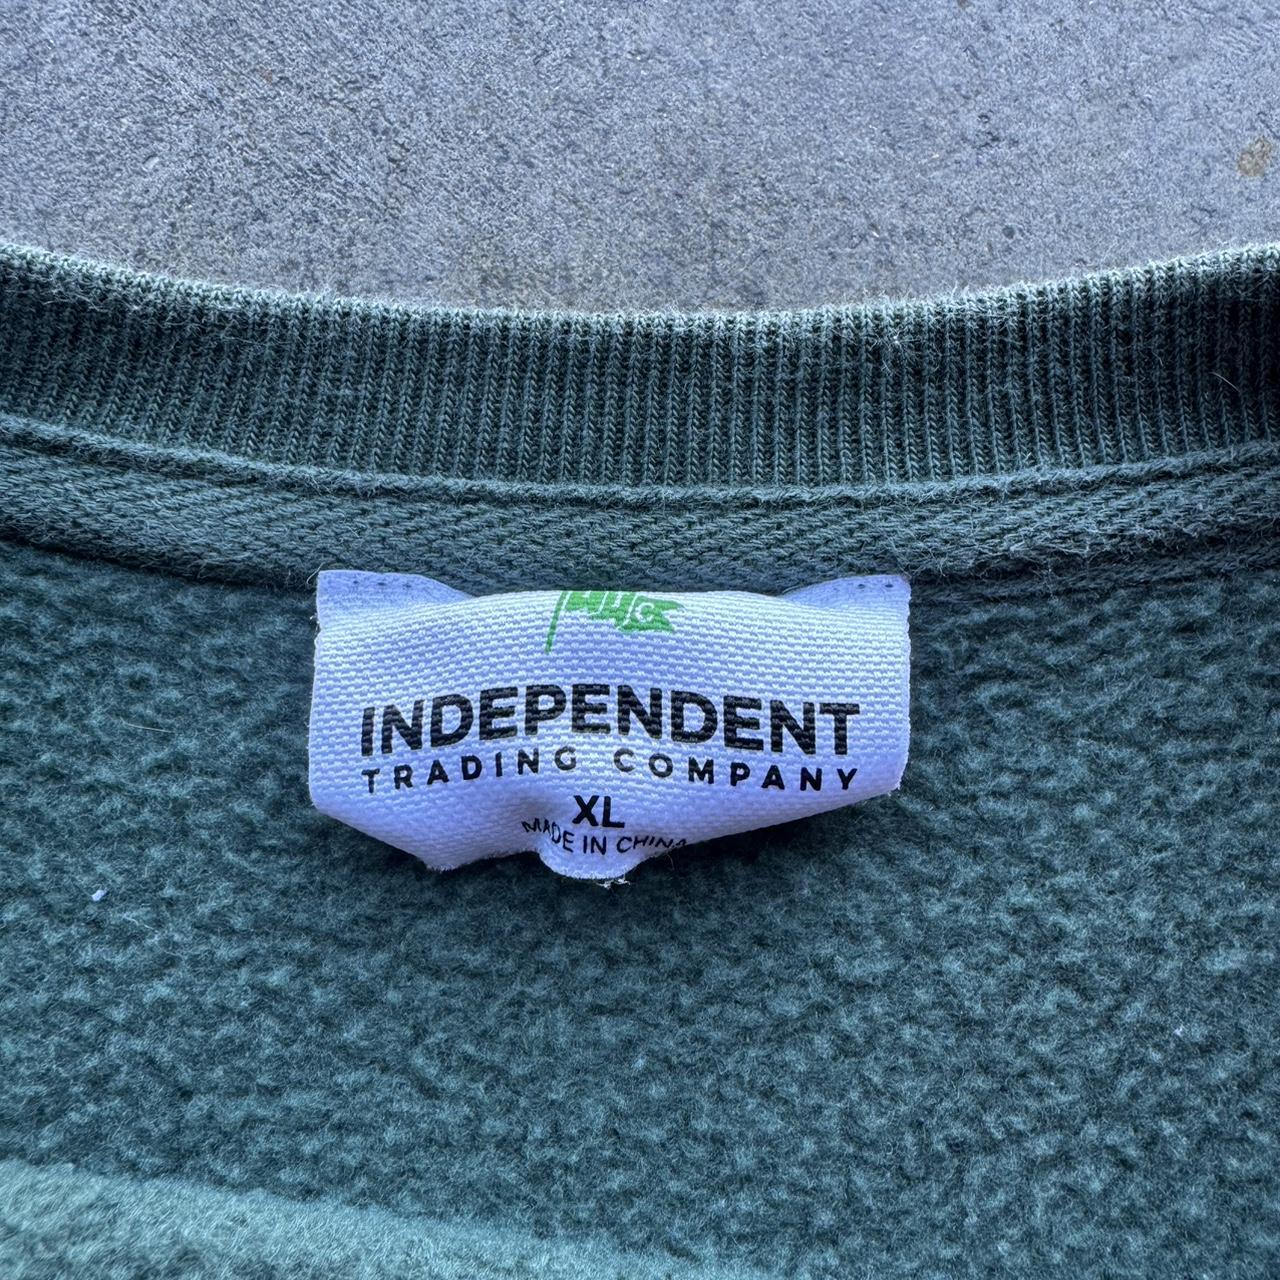 INDEPENDENT
TRADING COMPANY
XL
MADE IN CHINA